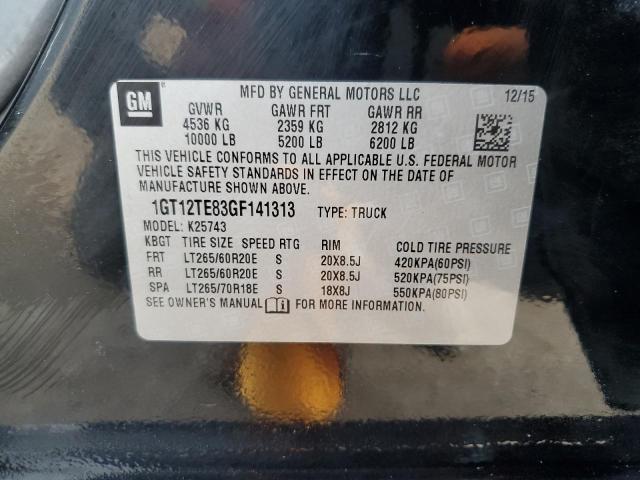 GM
MFD BY GENERAL MOTORS LLC 12/15
GVWR GAWR FRT GAWR RR
4536 KG 2359 KG 2812 KG
10000 LB 5200 LB 6200 LB
THIS VEHICLE CONFORMS TO ALL APPLICABLE U.S. FEDERAL MOTOR
VEHICLE SAFETY STANDARDS IN EFFECT ON THE DATE OF
MANUFACTURE SHOWN ABOVE.
1GT12TE83GF141313 TYPE: TRUCK
MODEL: K25743
KBGT TIRE SIZE SPEED RTG RIM COLD TIRE PRESSURE
FRT LT265/60R20E S 20X8.5J 420KPA(60PSI)
RR LT265/60R20E S 20X8.5J 520KPA(75PSI)
SPA LT265/70R18E S 18X8J 550KPA(80PSI)
SEE OWNER'S MANUAL FOR MORE INFORMATION.